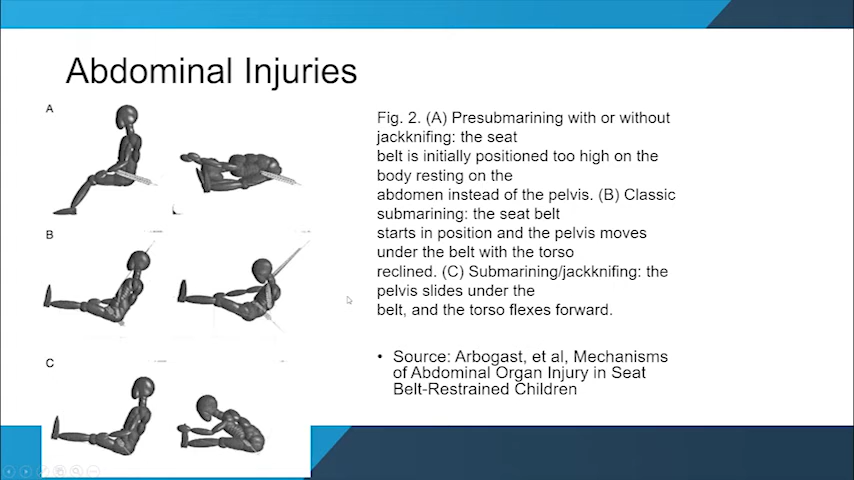 Abdominal Injuries
A
B
C
Fig. 2. (A) Presubmarining with or without
jackknifing: the seat
belt is initially positioned too high on the
body resting on the
abdomen instead of the pelvis. (B) Classic
submarining: the seat belt
starts in position and the pelvis moves
under the belt with the torso
reclined. (C) Submarining/jackknifing: the
pelvis slides under the
belt, and the torso flexes forward.
• Source: Arbogast, et al, Mechanisms
of Abdominal Organ Injury in Seat
Belt-Restrained Children